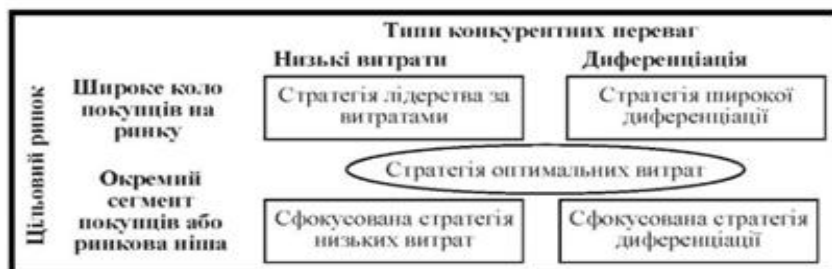 Типи конкурентних переваг
Низькі витрати
Диференціація
Цільовий ринок
Широке коло
покупців на
ринку
Стратегія лідерства за
витратами
Стратегія широкої
диференціації
Стратегія оптимальних витрат
Окремий
сегмент
покупців або
ринкова ніша
Сфокусована стратегія
низьких витрат
Сфокусована стратегія
диференціації